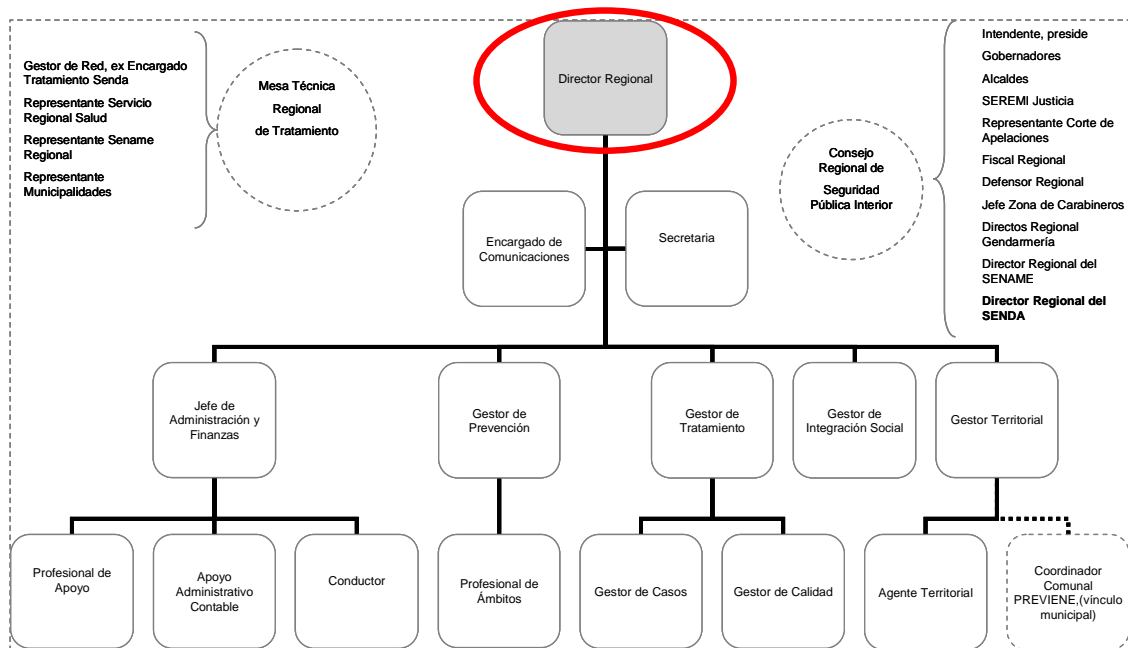 Gestor de Red, ex Encargado
Tratamiento Senda
Representante Servicio
Regional Salud
Representante Sename
Regional
Representante
Municipalidades
Mesa Técnica
Regional
de Tratamiento
Director Regional
Consejo
Regional de
Seguridad
Pública Interior
Intendente, preside
Gobernadores
Alcaldes
SEREMI Justicia
Representante Corte de
Apelaciones
Fiscal Regional
Defensor Regional
Jefe Zona de Carabineros
Directos Regional
Gendarmería
Director Regional del
SENAME
Director Regional del
SENDA
Encargado de
Comunicaciones
Secretaria
Jefe de
Administración y
Finanzas
Gestor de
Prevención
Gestor de
Tratamiento
Gestor de
Integración Social
Gestor Territorial
Profesional de
Apoyo
Apoyo
Administrativo
Contable
Conductor
Profesional de
Ámbitos
Gestor de Casos
Gestor de Calidad
Agente Territorial
Coordinador
Comunal
PREVIENE,(vínculo
municipal)